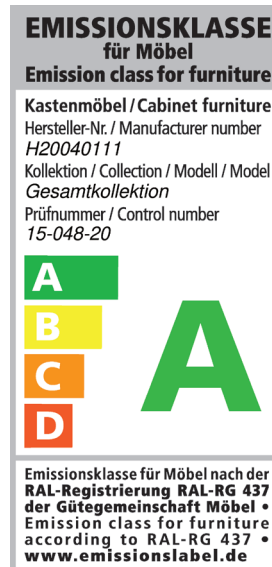 EMISSIONSKLASSE
für Möbel
Emission class for furniture
Kastenmöbel / Cabinet furniture
Hersteller-Nr. / Manufacturer number
H20040111
Kollektion / Collection / Modell / Model
Gesamtkollektion
Prüfnummer / Control number
15-048-20
A
B
C
D
A
Emissionsklasse für Möbel nach der
RAL-Registrierung RAL-RG 437
der Gütegemeinschaft Möbel •
Emission class for furniture
according to RAL-RG 437 •
www.emissionslabel.de